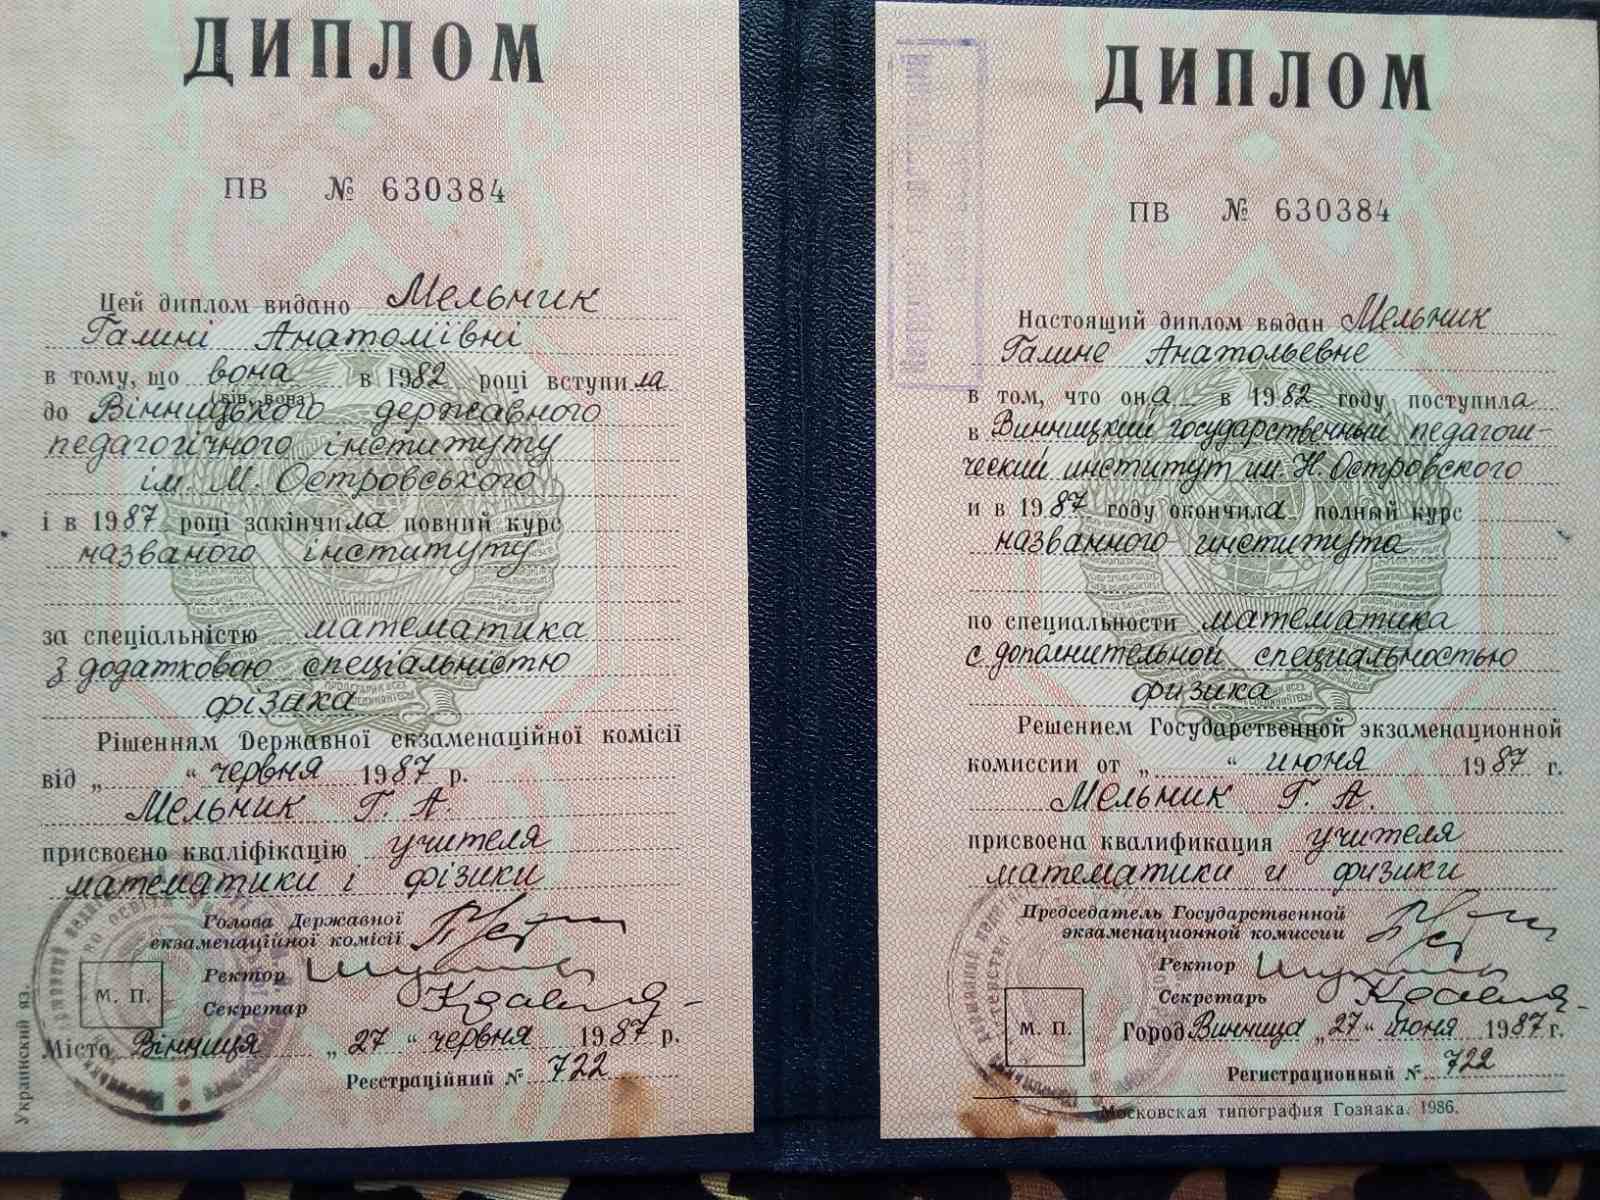 ДИПЛОМ
ПВ № 630384
Цей диплом видано Мельник
Галині Анатоліївні
в тому, що вона в 1982 році вступила
(він, вона)
до Вінницького державного
педагогічного інституту
ім. М. Островського
і в 1987 році закінчила повний курс
названого інституту
за спеціальністю математика
з додатковою спеціальністю
фізика
Рішенням Державної екзаменаційної комісії
від „ “ червня 1987 р.
Мельник Г. А.
присвоєно кваліфікацію учителя
математики і фізики
Голова Державної
екзаменаційної комісії
Ректор
Секретар
М. П.
Місто Вінниця „ 27 “ червня 1987 р.
Реєстраційний № 722
Украинский яз.
ДИПЛОМ
ПВ № 630384
Настоящий диплом выдан Мельник
Галине Анатольевне
в том, что она в 1982 году поступила
в Винницкий государственный педагоги-
ческий институт им. Н. Островского
и в 1987 году окончила полный курс
названного института
по специальности математика
с дополнительной специальностью
физика
Решением Государственной экзаменационной
комиссии от „ “ июня 1987 г.
Мельник Г. А.
присвоена квалификация учителя
математики и физики
Председатель Государственной
экзаменационной комиссии
Ректор
Секретарь
М. П.
Город Винница „ 27 “ июня 1987 г.
Регистрационный № 722
Московская типография Гознака. 1986.